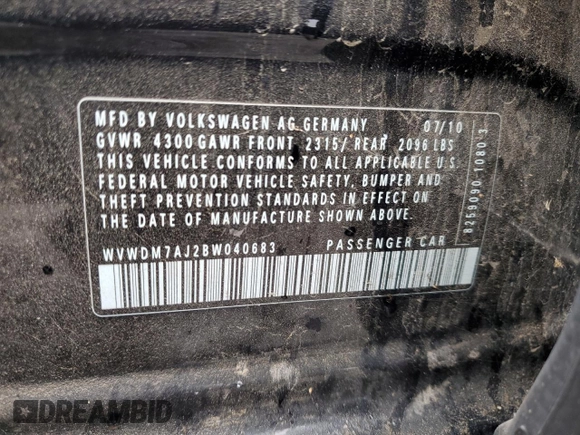 MFD BY VOLKSWAGEN AG GERMANY 07/10
GVWR 4300 GAWR FRONT 2315/ REAR 2096 LBS
THIS VEHICLE CONFORMS TO ALL APPLICABLE U.S.
FEDERAL MOTOR VEHICLE SAFETY, BUMPER AND
THEFT PREVENTION STANDARDS IN EFFECT ON
THE DATE OF MANUFACTURE SHOWN ABOVE.
WVWDM7AJ2BW040683 PASSENGER CAR
8259090-1080 3
DREAMBID